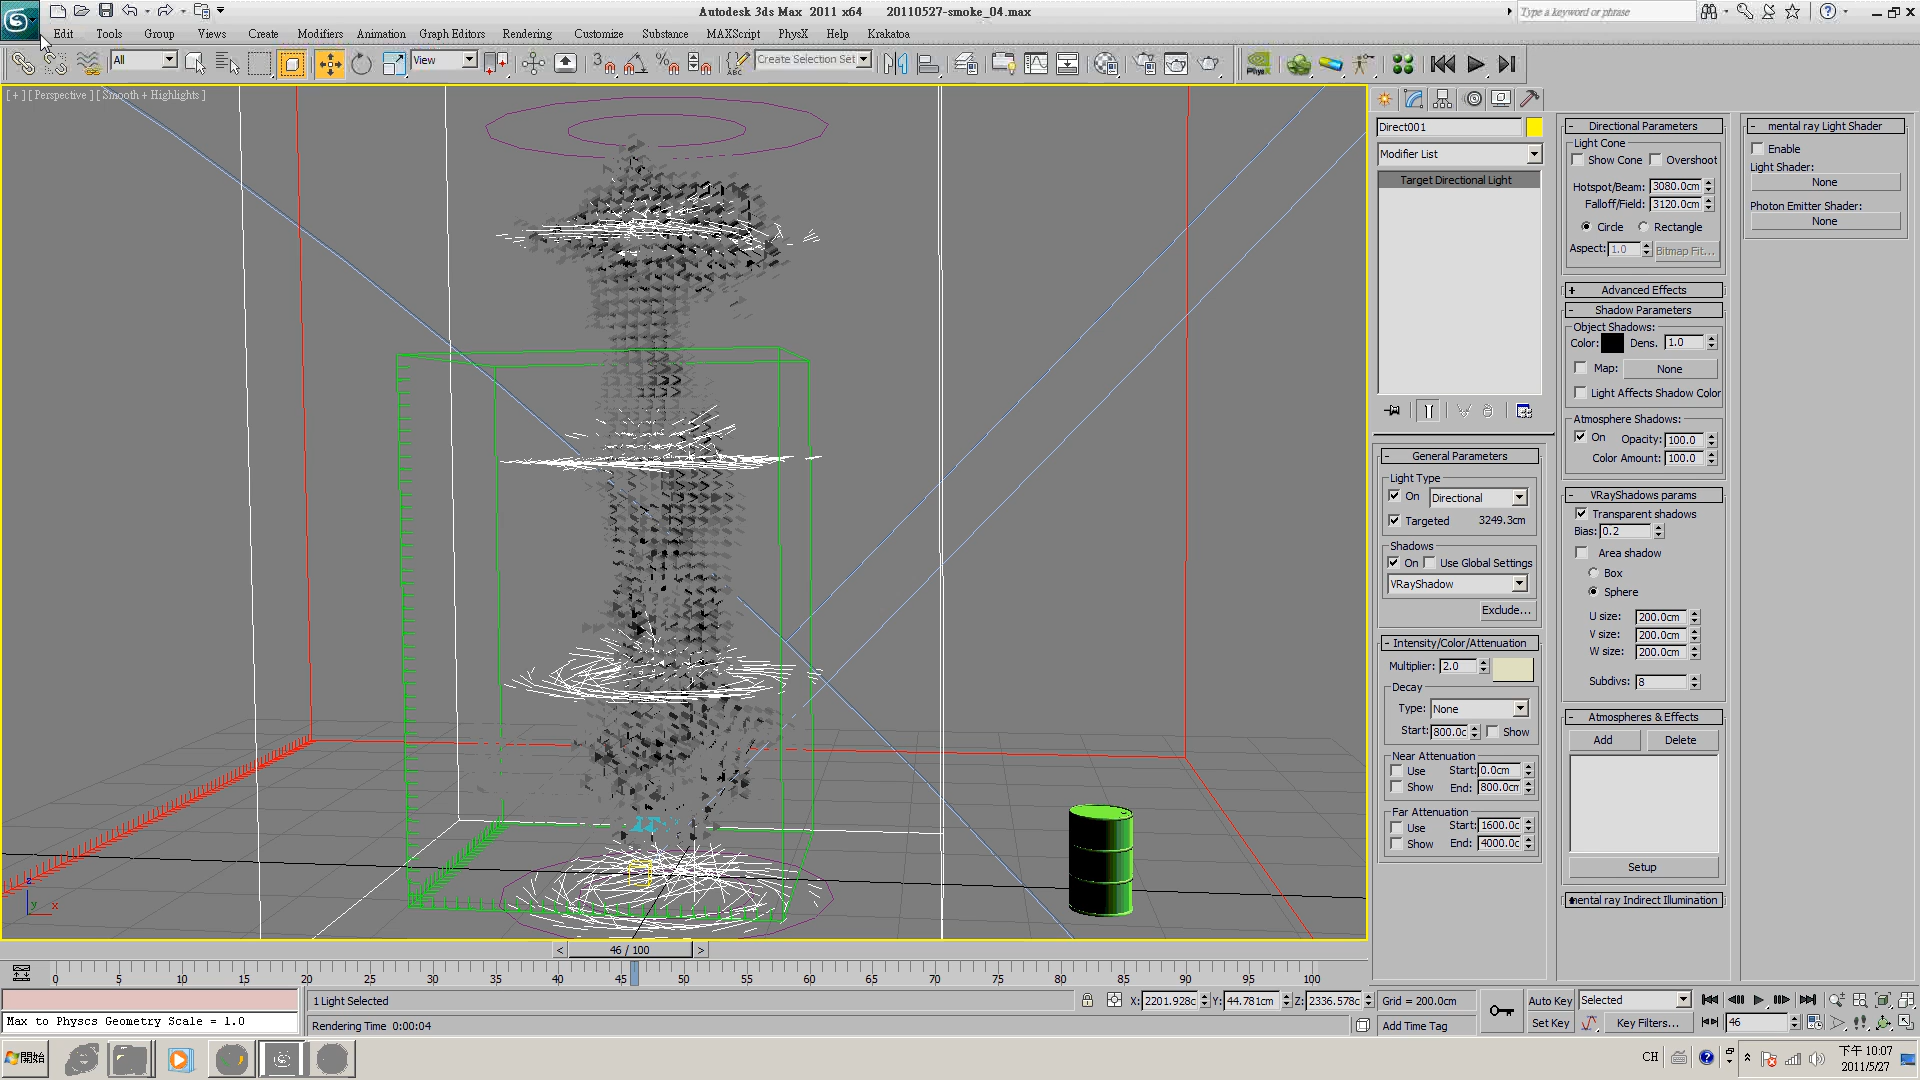 Autodesk 3ds Max 2011 x64 20110527-smoke_04.max
Type a keyword or phrase
Edit Tools Group Views Create Modifiers Animation Graph Editors Rendering Customize Substance MAXScript PhysX Help Krakatoa
All
View
Create Selection Set
[ + ] [ Perspective ] [ Smooth + Highlights ]
Direct001
Modifier List
Target Directional Light
General Parameters
Light Type
On Directional
Targeted 3249.3cm
Shadows
On Use Global Settings
VRayShadow
Exclude...
Intensity/Color/Attenuation
Multiplier: 2.0
Decay
Type: None
Start: 800.0c Show
Near Attenuation
Use Start: 0.0cm
Show End: 800.0cm
Far Attenuation
Use Start: 1600.0c
Show End: 4000.0c
Directional Parameters
Light Cone
Show Cone Overshoot
Hotspot/Beam: 3080.0cm
Falloff/Field: 3120.0cm
Circle Rectangle
Aspect: 1.0 Bitmap Fit...
Advanced Effects
Shadow Parameters
Object Shadows:
Color: Dens. 1.0
Map: None
Light Affects Shadow Color
Atmosphere Shadows:
On Opacity: 100.0
Color Amount: 100.0
VRayShadows params
Transparent shadows
Bias: 0.2
Area shadow
Box
Sphere
U size: 200.0cm
V size: 200.0cm
W size: 200.0cm
Subdivs: 8
Atmospheres & Effects
Add Delete
Setup
mental ray Indirect Illumination
mental ray Light Shader
Enable
Light Shader:
None
Photon Emitter Shader:
None
z
y x
< 46 / 100 >
0 5 10 15 20 25 30 35 40 45 50 55 60 65 70 75 80 85 90 95 100
1 Light Selected
X: 2201.928c Y: 44.781cm Z: 2336.578c Grid = 200.0cm
Auto Key Selected
Max to Physcs Geometry Scale = 1.0
Rendering Time 0:00:04
Add Time Tag
Set Key Key Filters...
46
開始
CH
下午 10:07
2011/5/27